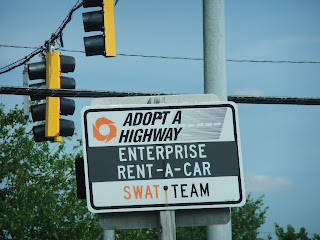 ADOPT A
HIGHWAY
ENTERPRISE
RENT-A-CAR
SWAT TEAM